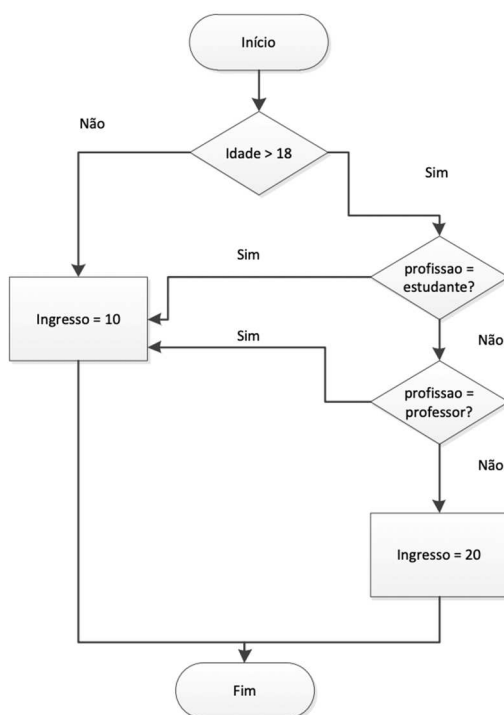 Início
Não
Idade > 18
Sim
Sim
profissao =
estudante?
Ingresso = 10
Sim
Não
profissao =
professor?
Não
Ingresso = 20
Fim